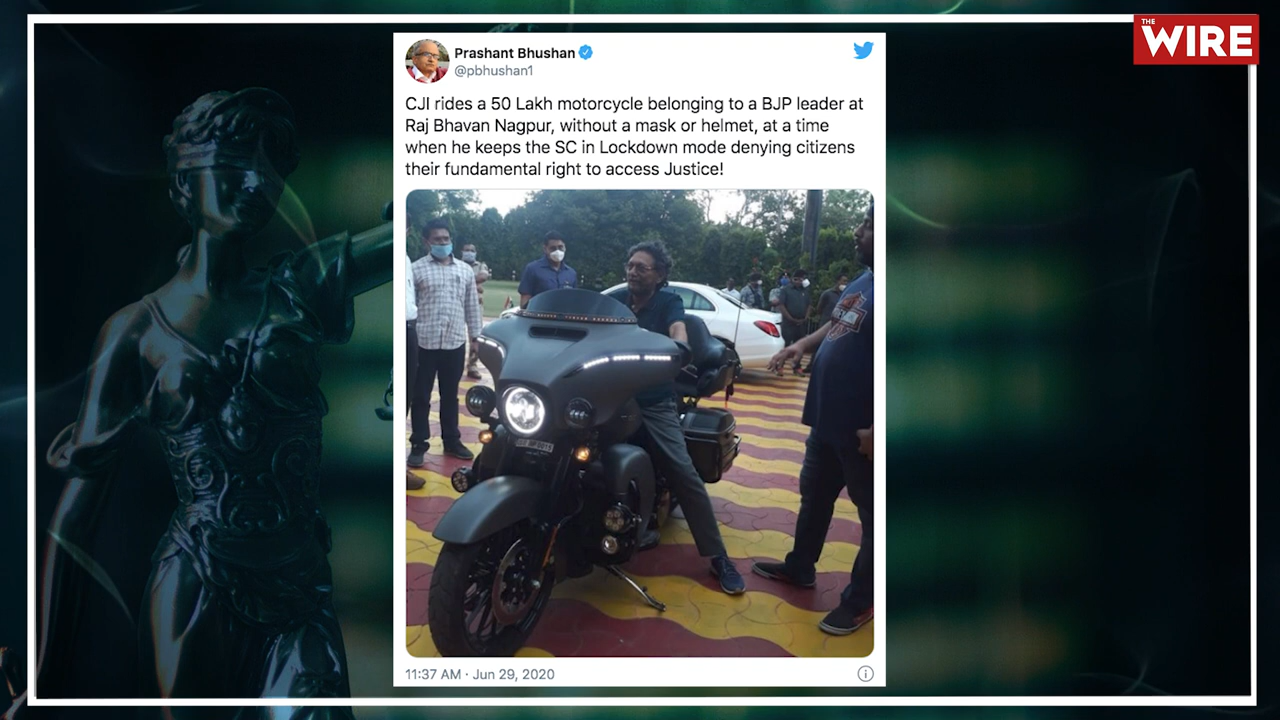 THE
WIRE
Prashant Bhushan
@pbhushan1
CJI rides a 50 Lakh motorcycle belonging to a BJP leader at
Raj Bhavan Nagpur, without a mask or helmet, at a time
when he keeps the SC in Lockdown mode denying citizens
their fundamental right to access Justice!
11:37 AM · Jun 29, 2020